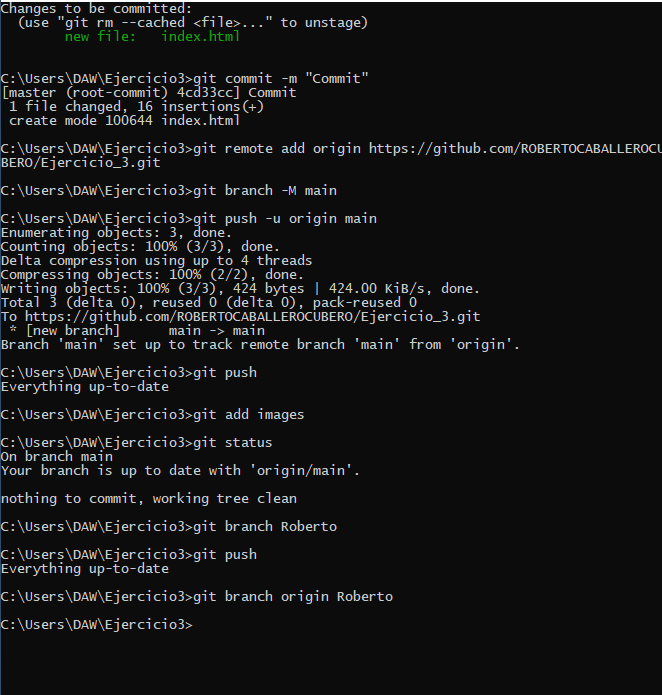 Changes to be committed:
(use "git rm --cached <file>..." to unstage)
new file:   index.html
C:\Users\DAW\Ejercicio3>git commit -m "Commit"
[master (root-commit) 4cd33cc] Commit
1 file changed, 16 insertions(+)
create mode 100644 index.html
C:\Users\DAW\Ejercicio3>git remote add origin https://github.com/ROBERTOCABALLEROCU
BERO/Ejercicio_3.git
C:\Users\DAW\Ejercicio3>git branch -M main
C:\Users\DAW\Ejercicio3>git push -u origin main
Enumerating objects: 3, done.
Counting objects: 100% (3/3), done.
Delta compression using up to 4 threads
Compressing objects: 100% (2/2), done.
Writing objects: 100% (3/3), 424 bytes | 424.00 KiB/s, done.
Total 3 (delta 0), reused 0 (delta 0), pack-reused 0
To https://github.com/ROBERTOCABALLEROCUBERO/Ejercicio_3.git
* [new branch]      main -> main
Branch 'main' set up to track remote branch 'main' from 'origin'.
C:\Users\DAW\Ejercicio3>git push
Everything up-to-date
C:\Users\DAW\Ejercicio3>git add images
C:\Users\DAW\Ejercicio3>git status
On branch main
Your branch is up to date with 'origin/main'.
nothing to commit, working tree clean
C:\Users\DAW\Ejercicio3>git branch Roberto
C:\Users\DAW\Ejercicio3>git push
Everything up-to-date
C:\Users\DAW\Ejercicio3>git branch origin Roberto
C:\Users\DAW\Ejercicio3>